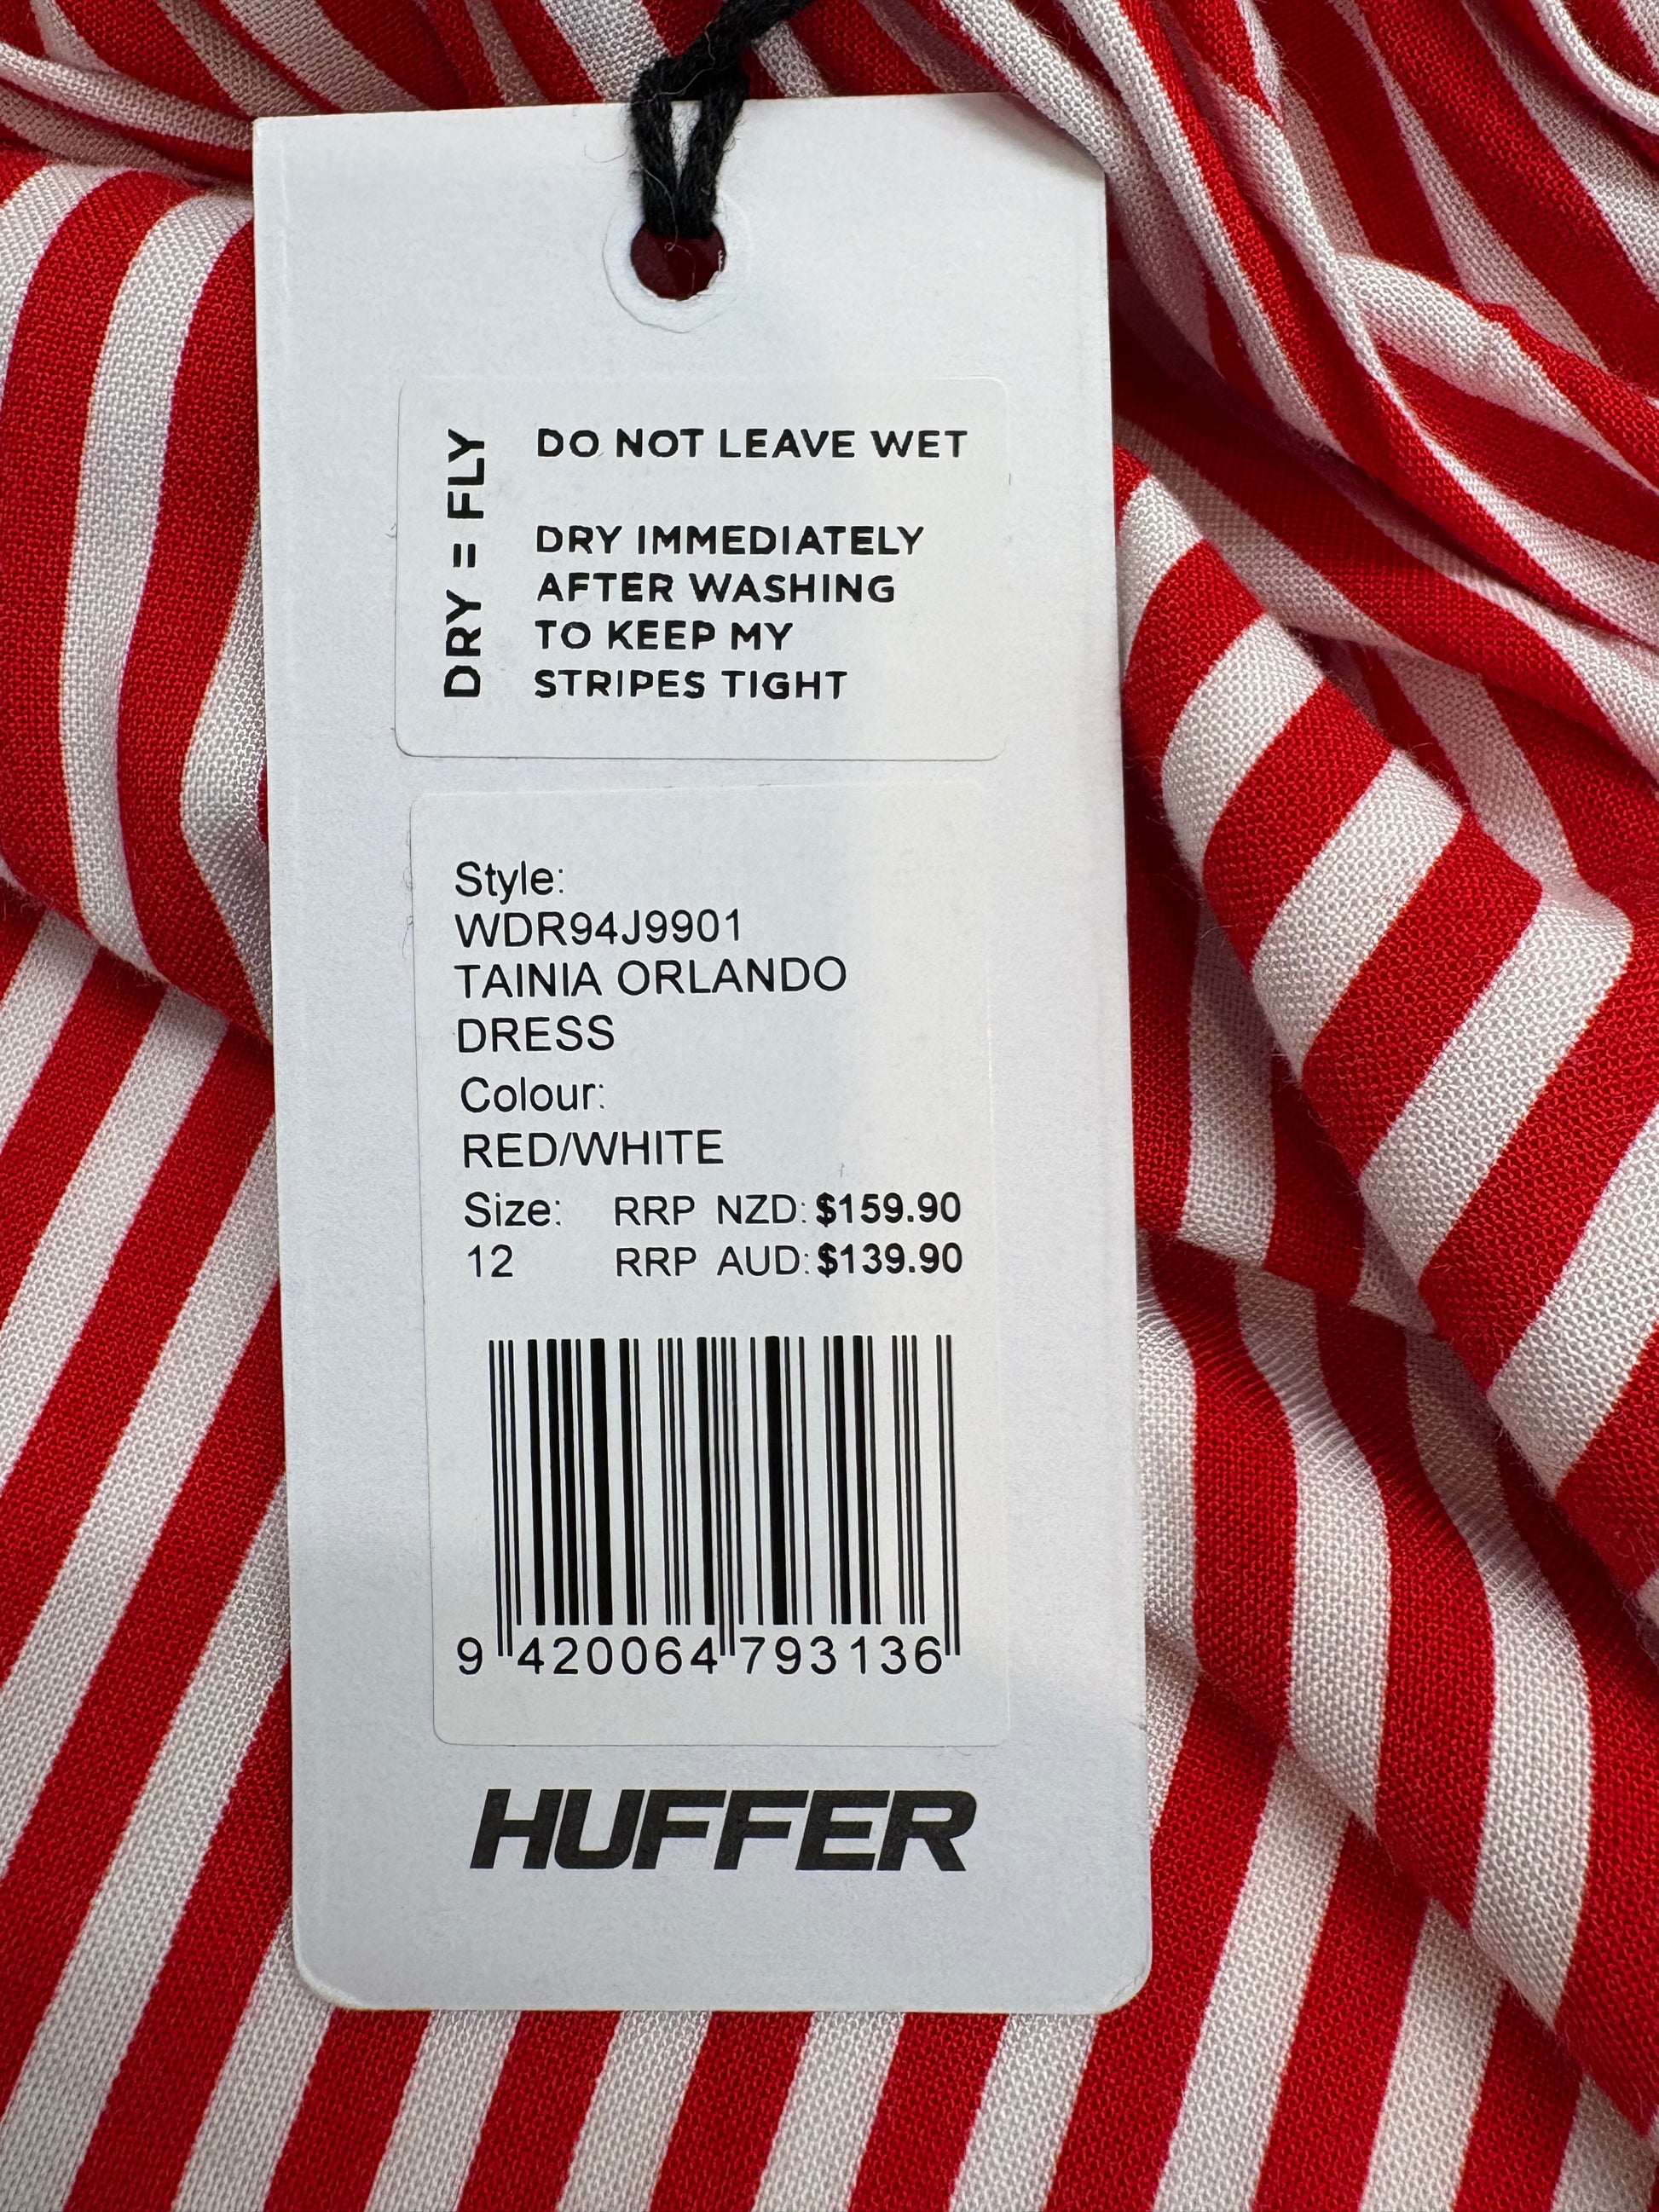 DRY = FLY
DO NOT LEAVE WET
DRY IMMEDIATELY
AFTER WASHING
TO KEEP MY
STRIPES TIGHT
Style:
WDR94J9901
TAINIA ORLANDO
DRESS
Colour:
RED/WHITE
Size: RRP NZD: $159.90
12 RRP AUD: $139.90
9 420064 793136
HUFFER